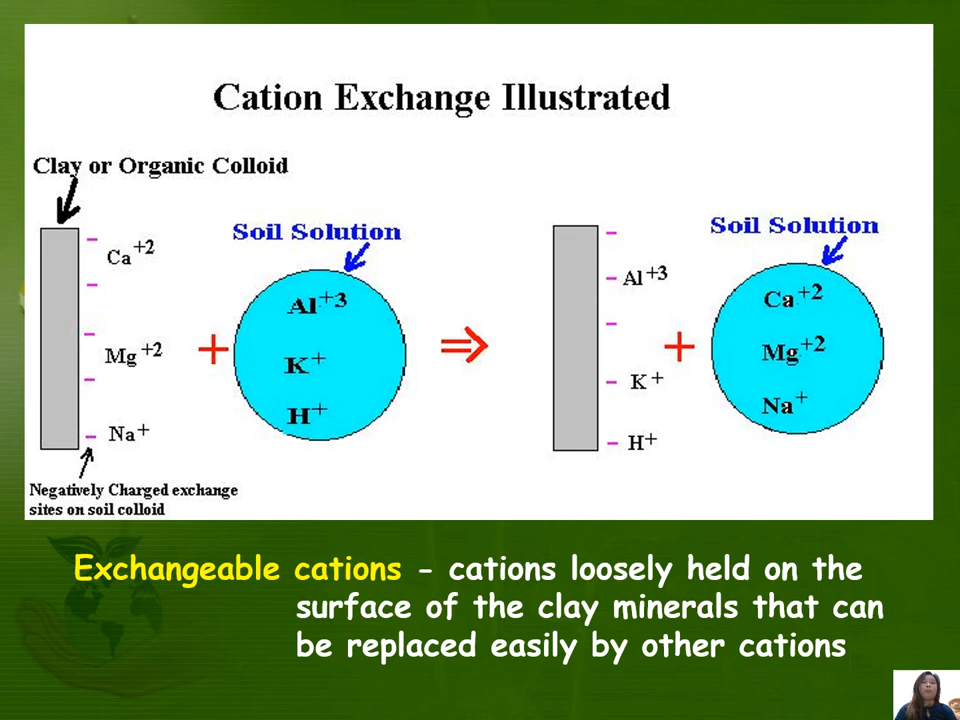 Cation Exchange Illustrated
Clay or Organic Colloid
Ca+2
Mg+2
Na+
Negatively Charged exchange
sites on soil colloid
+
Soil Solution
Al+3
K+
H+
⇒
Al+3
K+
H+
+
Soil Solution
Ca+2
Mg+2
Na+
Exchangeable cations - cations loosely held on the
surface of the clay minerals that can
be replaced easily by other cations